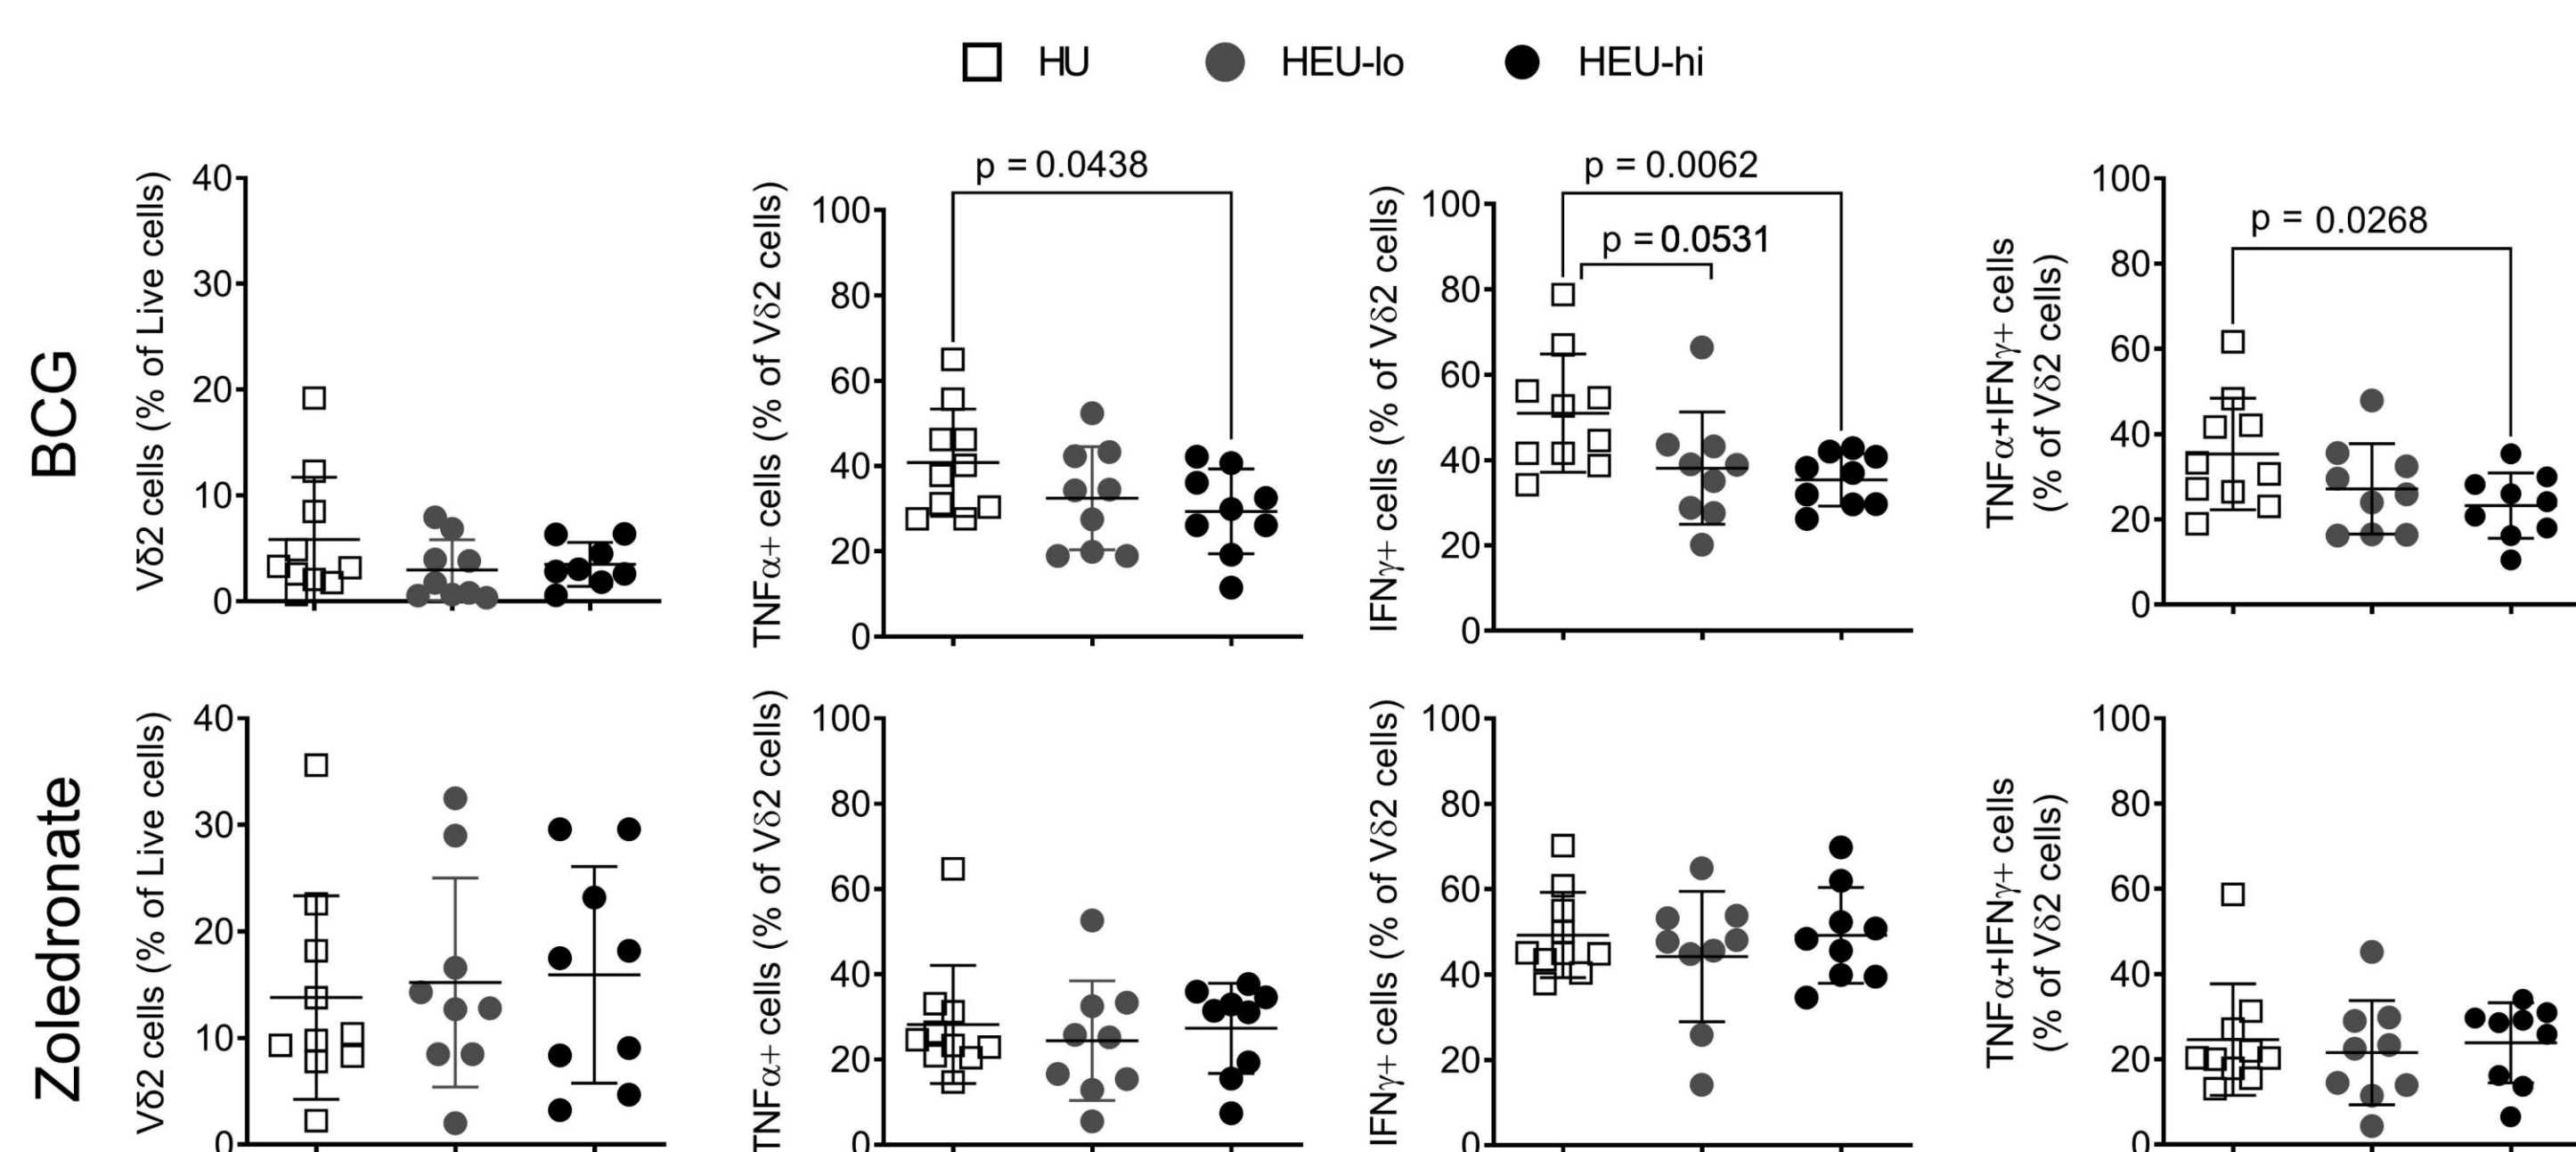 HU HEU-lo HEU-hi
BCG
Vδ2 cells (% of Live cells)
40
30
20
10
0
TNFα+ cells (% of Vδ2 cells)
100
80
60
40
20
0
p = 0.0438
IFNγ+ cells (% of Vδ2 cells)
100
80
60
40
20
0
p = 0.0062
p = 0.0531
TNFα+IFNγ+ cells
(% of Vδ2 cells)
100
80
60
40
20
0
p = 0.0268
Zoledronate
Vδ2 cells (% of Live cells)
40
30
20
10
0
TNFα+ cells (% of Vδ2 cells)
100
80
60
40
20
0
IFNγ+ cells (% of Vδ2 cells)
100
80
60
40
20
0
TNFα+IFNγ+ cells
(% of Vδ2 cells)
100
80
60
40
20
0